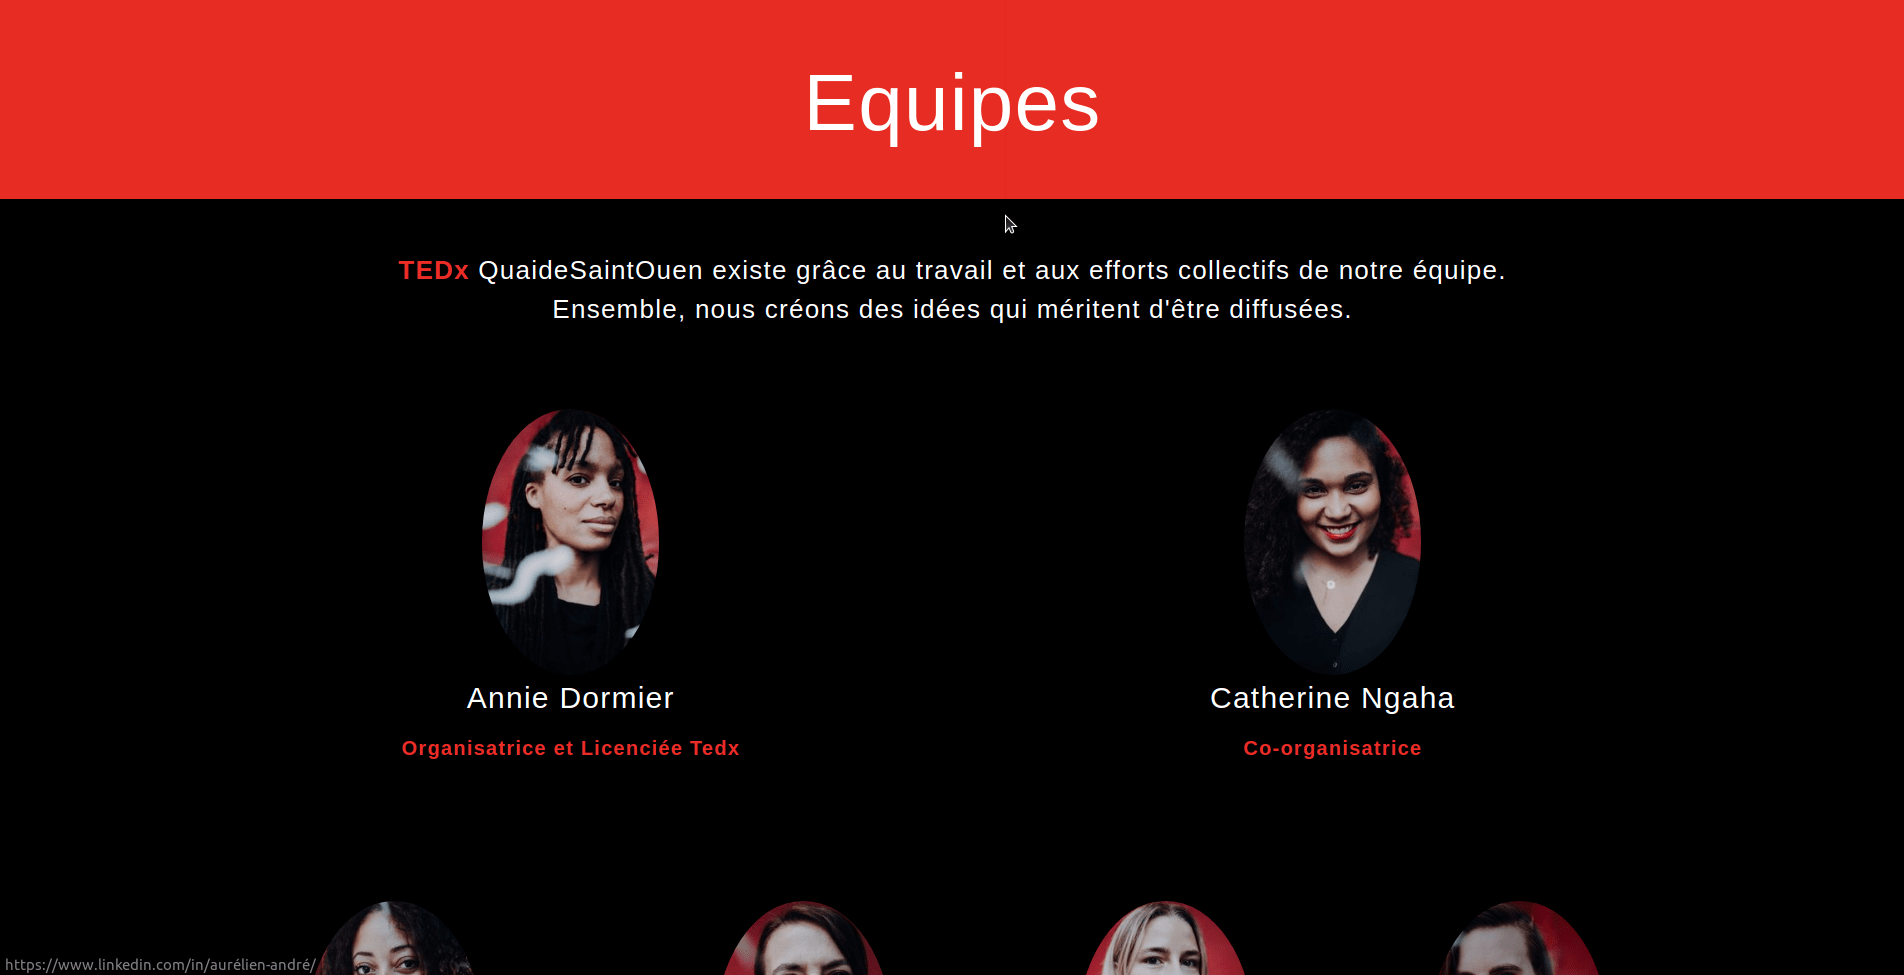 Equipes
TEDx QuaideSaintOuen existe grâce au travail et aux efforts collectifs de notre équipe.
Ensemble, nous créons des idées qui méritent d'être diffusées.
Annie Dormier
Catherine Ngaha
Organisatrice et Licenciée Tedx
Co-organisatrice
https://www.linkedin.com/in/aurélien-andré/